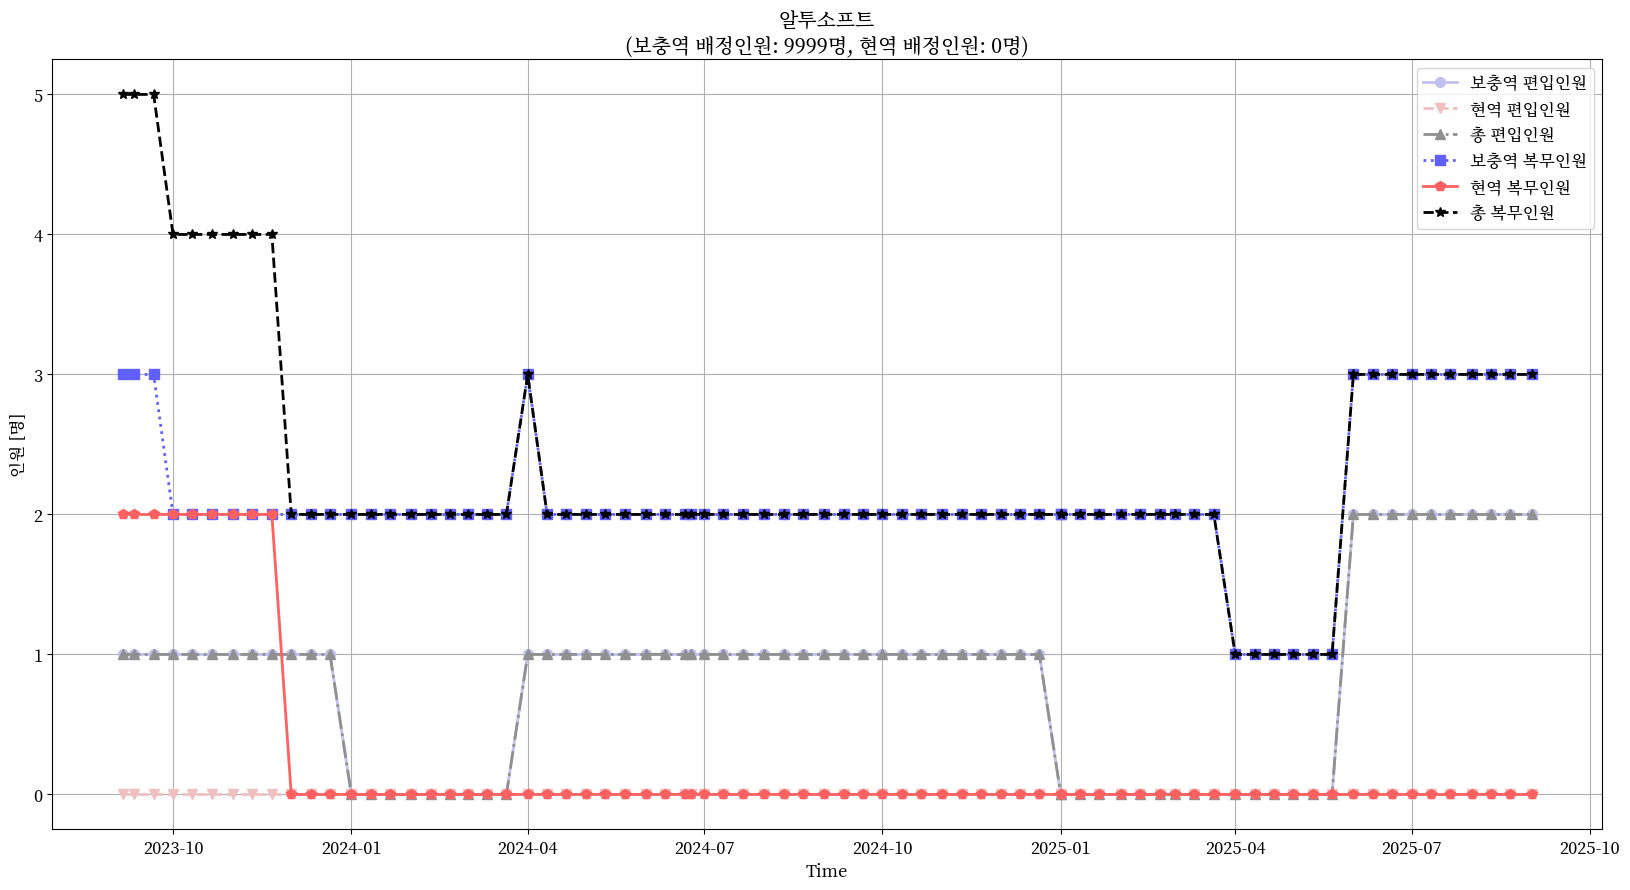 알투소프트
(보충역 배정인원: 9999명, 현역 배정인원: 0명)
보충역 편입인원
현역 편입인원
총 편입인원
보충역 복무인원
현역 복무인원
총 복무인원
인원 [명]
5
4
3
2
1
0
2023-10
2024-01
2024-04
2024-07
2024-10
2025-01
2025-04
2025-07
2025-10
Time